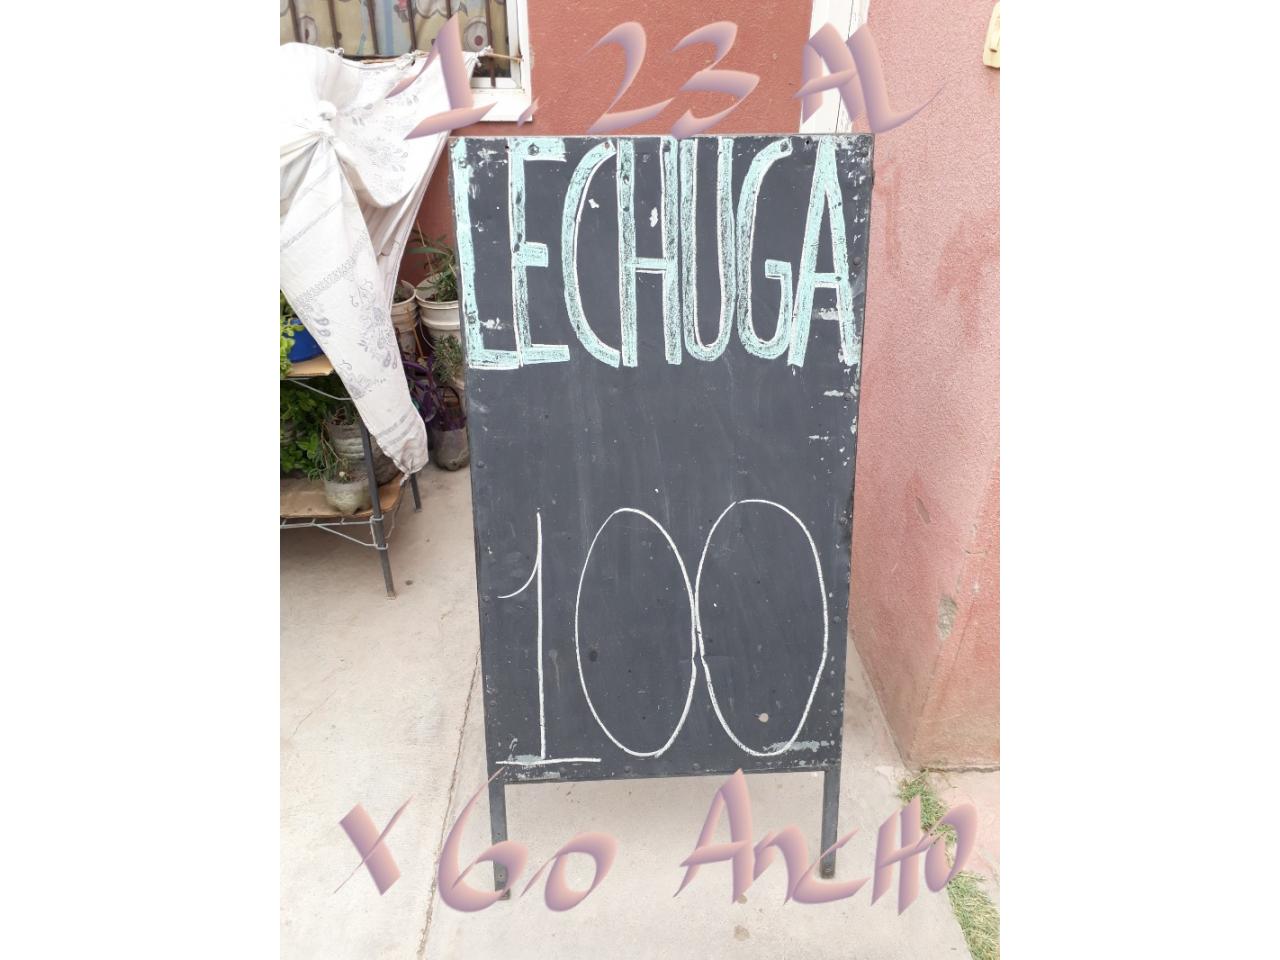 1.23 AL
LECHUGA
100
X 60 ANCHO